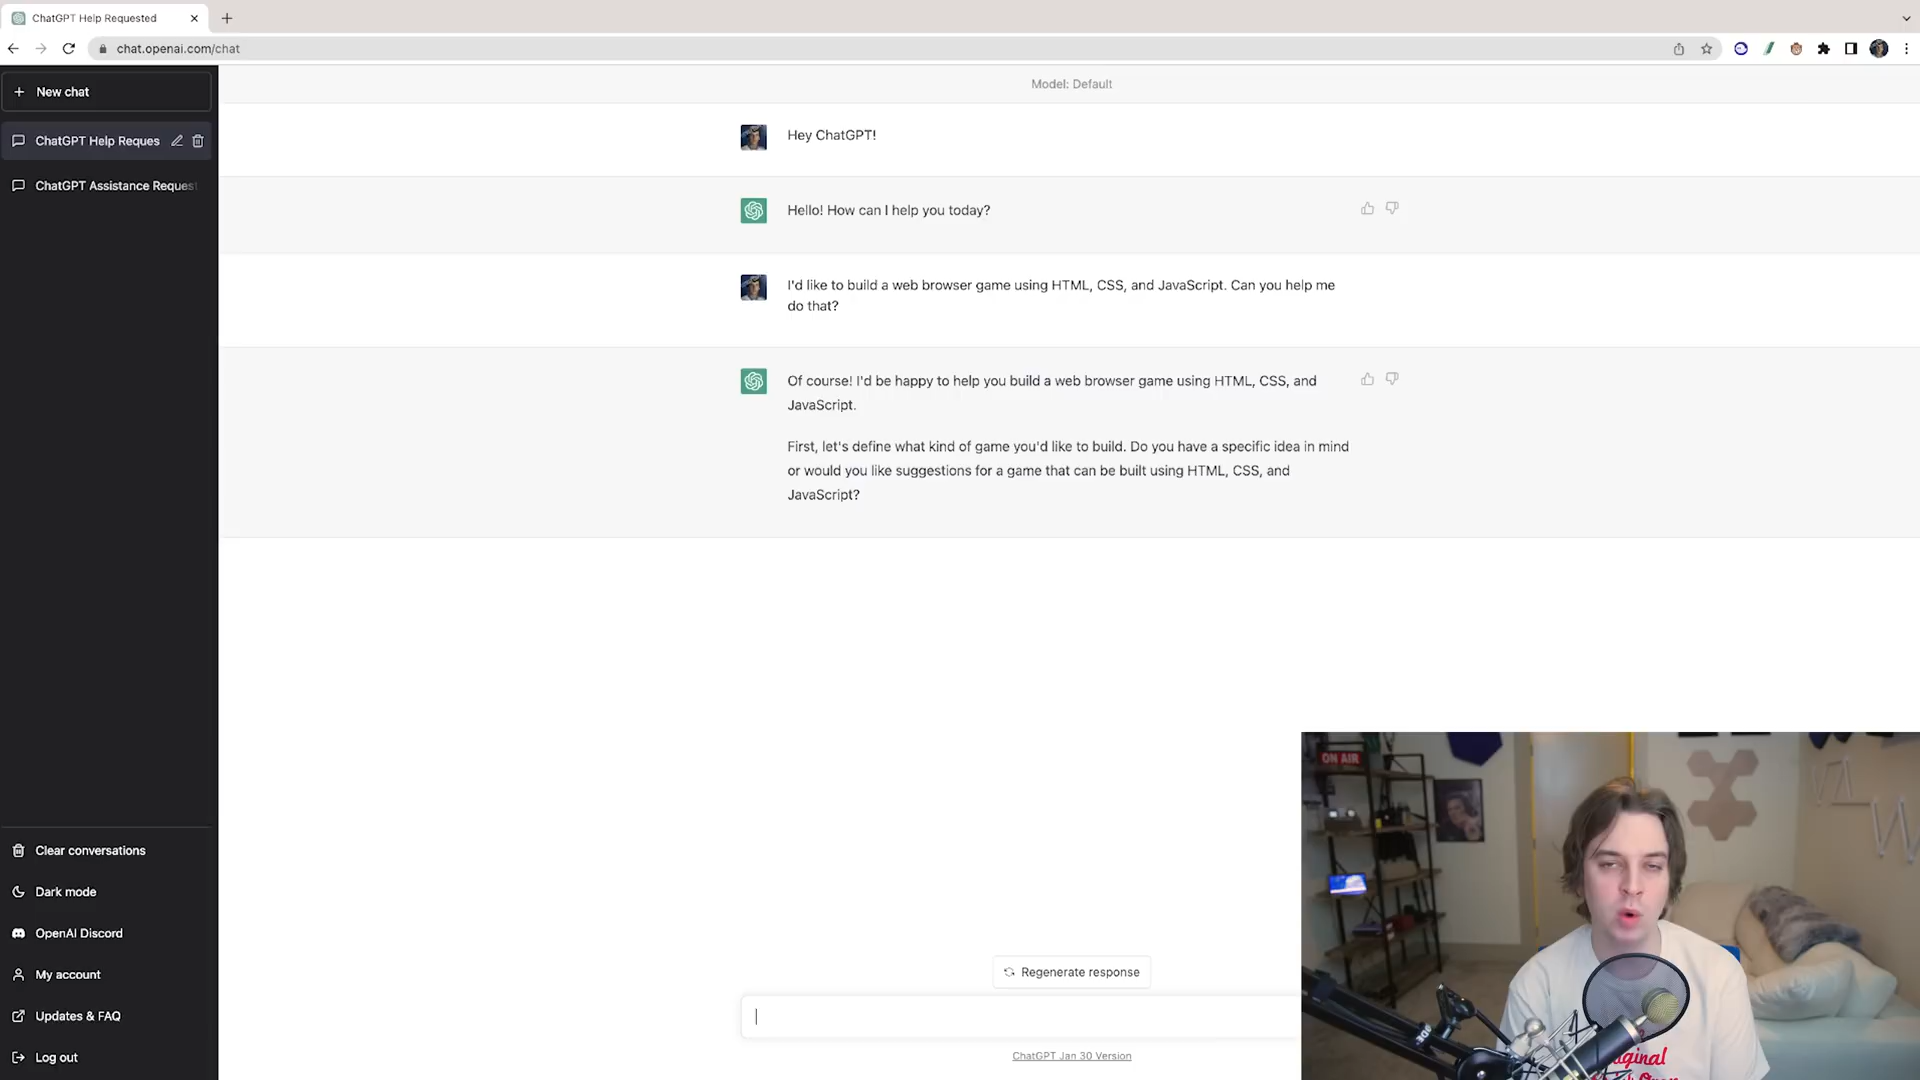 ChatGPT Help Requested
chat.openai.com/chat
New chat
ChatGPT Help Reques
ChatGPT Assistance Reques
Model: Default
Hey ChatGPT!
Hello! How can I help you today?
I'd like to build a web browser game using HTML, CSS, and JavaScript. Can you help me
do that?
Of course! I'd be happy to help you build a web browser game using HTML, CSS, and
JavaScript.
First, let's define what kind of game you'd like to build. Do you have a specific idea in mind
or would you like suggestions for a game that can be built using HTML, CSS, and
JavaScript?
Clear conversations
Dark mode
OpenAI Discord
My account
Updates & FAQ
Log out
Regenerate response
ChatGPT Jan 30 Version
ON AIR